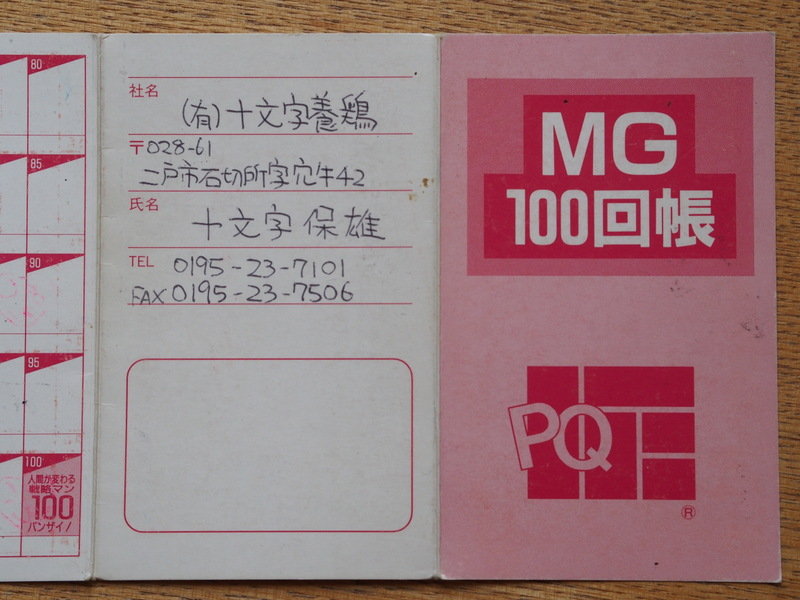 80
85
90
95
100
人間が変わる
戦略マン
100
バンザイ!
社名
(有)十文字養鶏
〒028-61
二戸市石切所字穴牛42
氏名
十文字 保雄
TEL 0195-23-7101
FAX 0195-23-7506
MG
100回帳
PQ
®